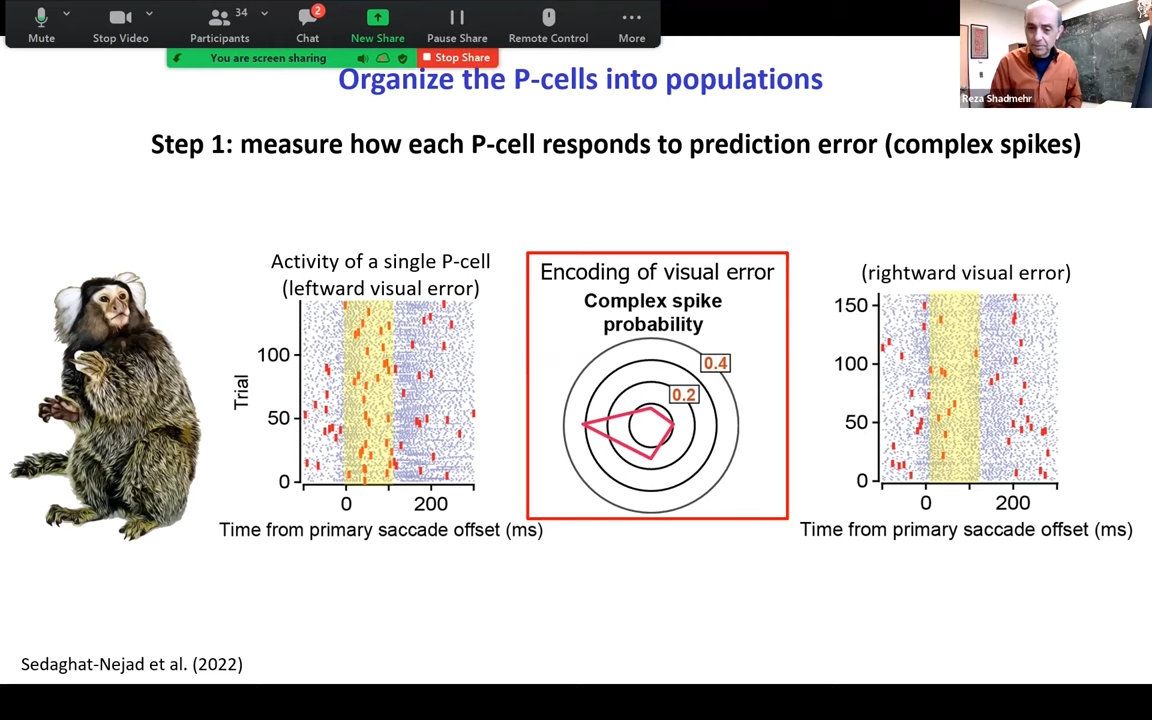 34
2
Mute
Stop Video
Participants
Chat
New Share
Pause Share
Remote Control
More
You are screen sharing
Stop Share
Reza Shadmehr
Organize the P-cells into populations
Step 1: measure how each P-cell responds to prediction error (complex spikes)
Activity of a single P-cell
(leftward visual error)
Trial
100
50
0
0
200
Time from primary saccade offset (ms)
Encoding of visual error
Complex spike
probability
0.4
0.2
(rightward visual error)
150
100
50
0
0
200
Time from primary saccade offset (ms)
Sedaghat-Nejad et al. (2022)